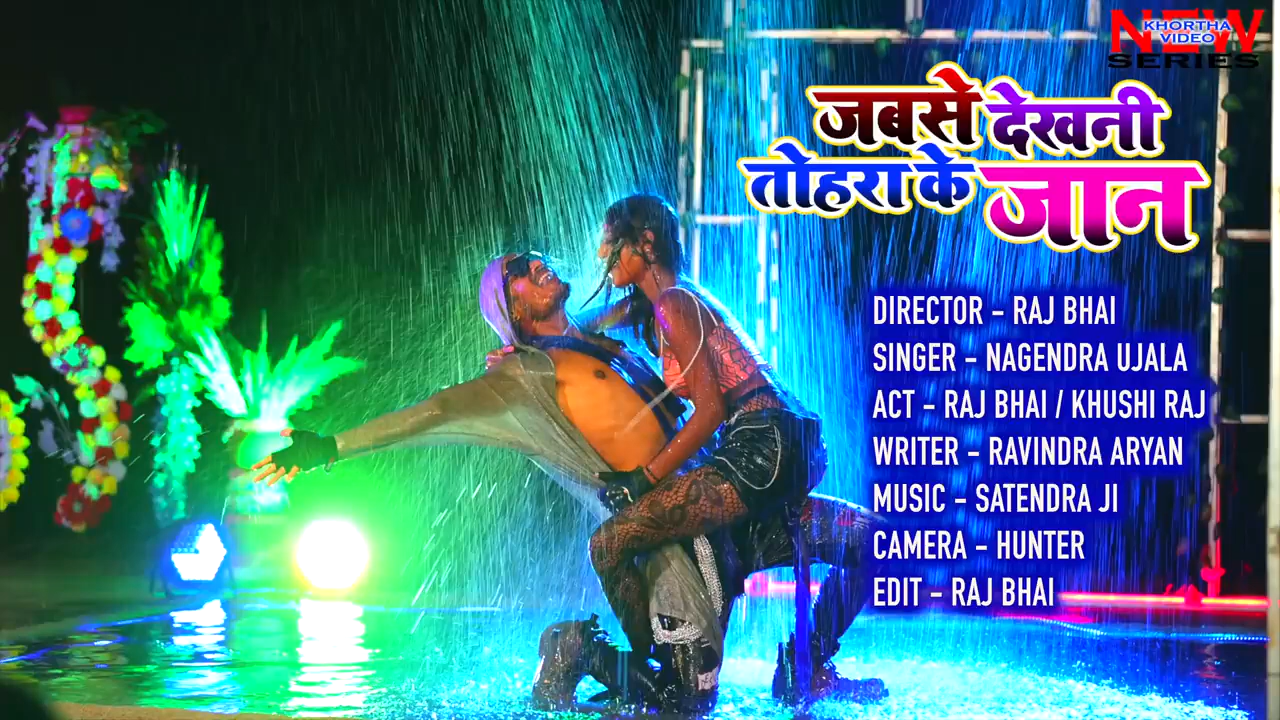 NEW
KHORTHA
VIDEO
SERIES
जबसे देखनी
तोहरा के जान
DIRECTOR - RAJ BHAI
SINGER - NAGENDRA UJALA
ACT - RAJ BHAI / KHUSHI RAJ
WRITER - RAVINDRA ARYAN
MUSIC - SATENDRA JI
CAMERA - HUNTER
EDIT - RAJ BHAI